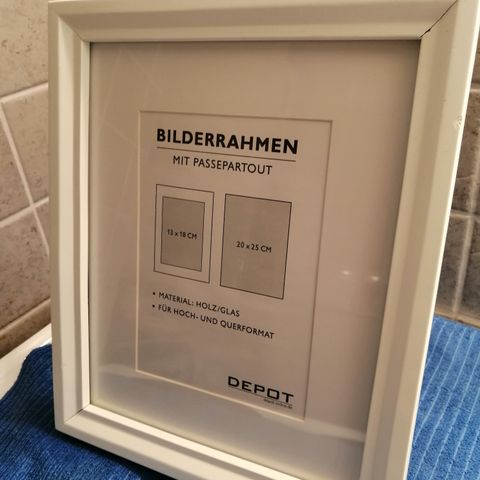 BILDERRAHMEN
MIT PASSEPARTOUT
13 x 18 CM
20 x 25 CM
• MATERIAL: HOLZ/GLAS
• FÜR HOCH- UND QUERFORMAT
DEPOT